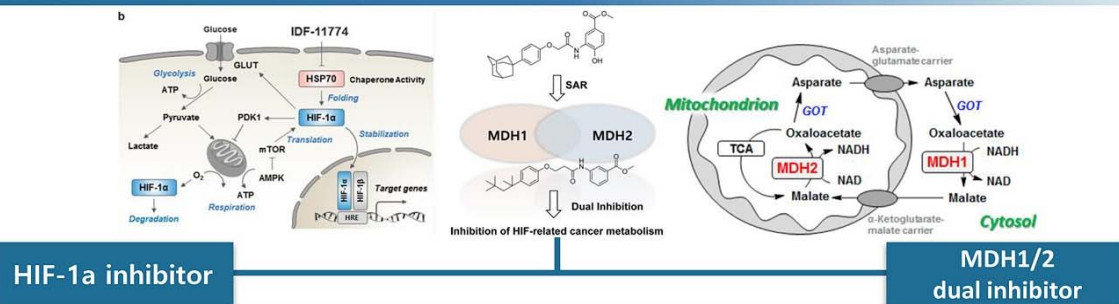 b
Glucose
IDF-11774
GLUT
HSP70
Chaperone Activity
Glycolysis
Glucose
ATP
Folding
Pyruvate
PDK1
HIF-1α
Translation
Stabilization
Lactate
mTOR
O₂
AMPK
ATP
HIF-1α
Respiration
Degradation
HIF-1α
HIF-1β
Target genes
HRE
O
O
O
O
N
H
OH
SAR
MDH1
MDH2
O
O
H
N
O
O
Dual Inhibition
Inhibition of HIF-related cancer metabolism
Asparate-
glutamate carrier
Asparate
Asparate
Mitochondrion
GOT
GOT
Oxaloacetate
Oxaloacetate
TCA
NADH
NADH
MDH2
MDH1
NAD
NAD
Malate
Malate
α-Ketoglutarate-
malate carrier
Cytosol
HIF-1a inhibitor
MDH1/2
dual inhibitor